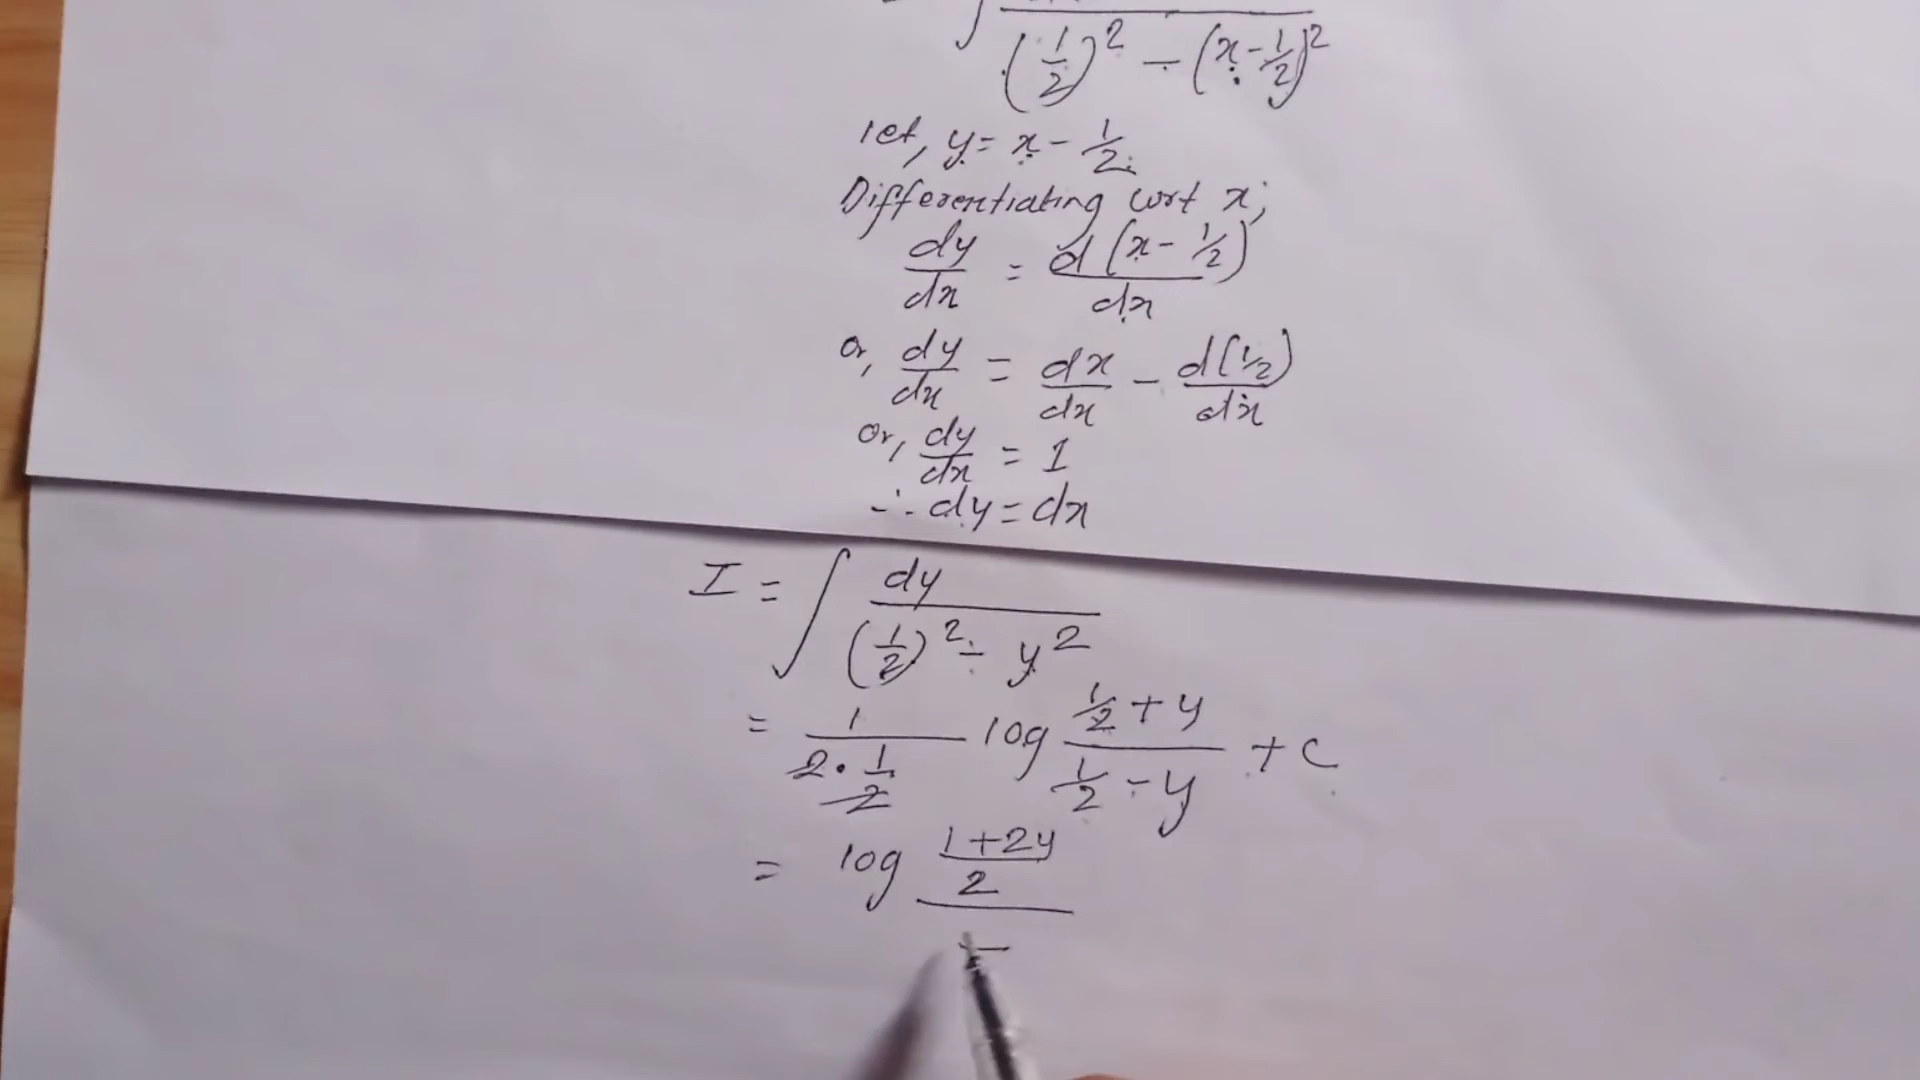 ∫ / (1/2)² - (x - 1/2)²
let, y = x - 1/2
Differentiating wrt x;
dy/dx = d(x - 1/2)/dx
or, dy/dx = dx/dx - d(1/2)/dx
or, dy/dx = 1
∴ dy = dx
I = ∫ dy/((1/2)² - y²)
= 1/(2·1/2) log (1/2 + y)/(1/2 - y) + c
= log ((1+2y)/2)/